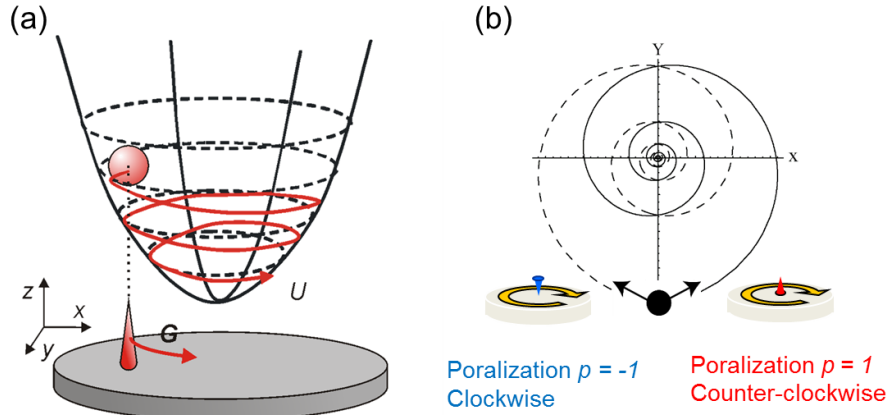 (a)
U
z
x
y
G
(b)
Y
X
Poralization p = -1
Clockwise
Poralization p = 1
Counter-clockwise